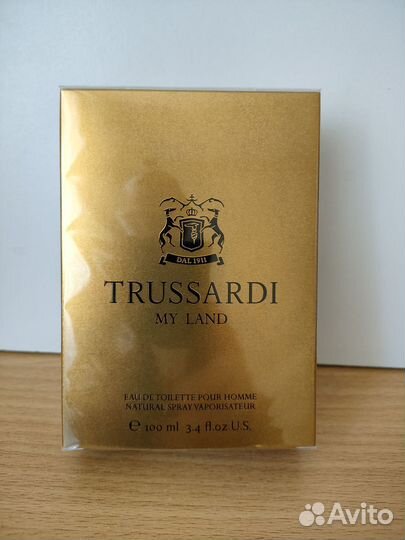 DAL 1911
TRUSSARDI
MY LAND
EAU DE TOILETTE POUR HOMME
NATURAL SPRAY VAPORISATEUR
℮ 100 ml 3.4 fl.oz U.S.
Avito